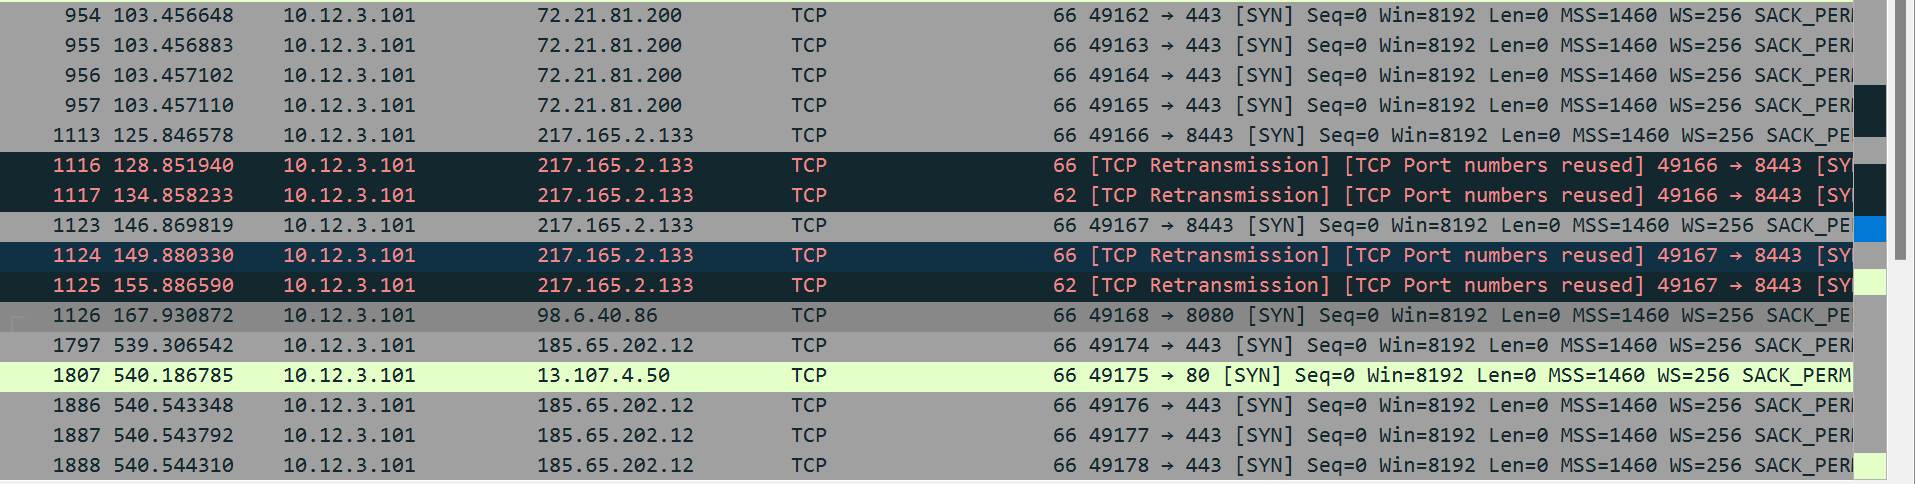 954 103.456648 10.12.3.101 72.21.81.200 TCP 66 49162 → 443 [SYN] Seq=0 Win=8192 Len=0 MSS=1460 WS=256 SACK_PERM
955 103.456883 10.12.3.101 72.21.81.200 TCP 66 49163 → 443 [SYN] Seq=0 Win=8192 Len=0 MSS=1460 WS=256 SACK_PERM
956 103.457102 10.12.3.101 72.21.81.200 TCP 66 49164 → 443 [SYN] Seq=0 Win=8192 Len=0 MSS=1460 WS=256 SACK_PERM
957 103.457110 10.12.3.101 72.21.81.200 TCP 66 49165 → 443 [SYN] Seq=0 Win=8192 Len=0 MSS=1460 WS=256 SACK_PERM
1113 125.846578 10.12.3.101 217.165.2.133 TCP 66 49166 → 8443 [SYN] Seq=0 Win=8192 Len=0 MSS=1460 WS=256 SACK_PE
1116 128.851940 10.12.3.101 217.165.2.133 TCP 66 [TCP Retransmission] [TCP Port numbers reused] 49166 → 8443 [SY
1117 134.858233 10.12.3.101 217.165.2.133 TCP 62 [TCP Retransmission] [TCP Port numbers reused] 49166 → 8443 [SY
1123 146.869819 10.12.3.101 217.165.2.133 TCP 66 49167 → 8443 [SYN] Seq=0 Win=8192 Len=0 MSS=1460 WS=256 SACK_PE
1124 149.880330 10.12.3.101 217.165.2.133 TCP 66 [TCP Retransmission] [TCP Port numbers reused] 49167 → 8443 [SY
1125 155.886590 10.12.3.101 217.165.2.133 TCP 62 [TCP Retransmission] [TCP Port numbers reused] 49167 → 8443 [SY
1126 167.930872 10.12.3.101 98.6.40.86 TCP 66 49168 → 8080 [SYN] Seq=0 Win=8192 Len=0 MSS=1460 WS=256 SACK_PE
1797 539.306542 10.12.3.101 185.65.202.12 TCP 66 49174 → 443 [SYN] Seq=0 Win=8192 Len=0 MSS=1460 WS=256 SACK_PERM
1807 540.186785 10.12.3.101 13.107.4.50 TCP 66 49175 → 80 [SYN] Seq=0 Win=8192 Len=0 MSS=1460 WS=256 SACK_PERM
1886 540.543348 10.12.3.101 185.65.202.12 TCP 66 49176 → 443 [SYN] Seq=0 Win=8192 Len=0 MSS=1460 WS=256 SACK_PERM
1887 540.543792 10.12.3.101 185.65.202.12 TCP 66 49177 → 443 [SYN] Seq=0 Win=8192 Len=0 MSS=1460 WS=256 SACK_PERM
1888 540.544310 10.12.3.101 185.65.202.12 TCP 66 49178 → 443 [SYN] Seq=0 Win=8192 Len=0 MSS=1460 WS=256 SACK_PERM